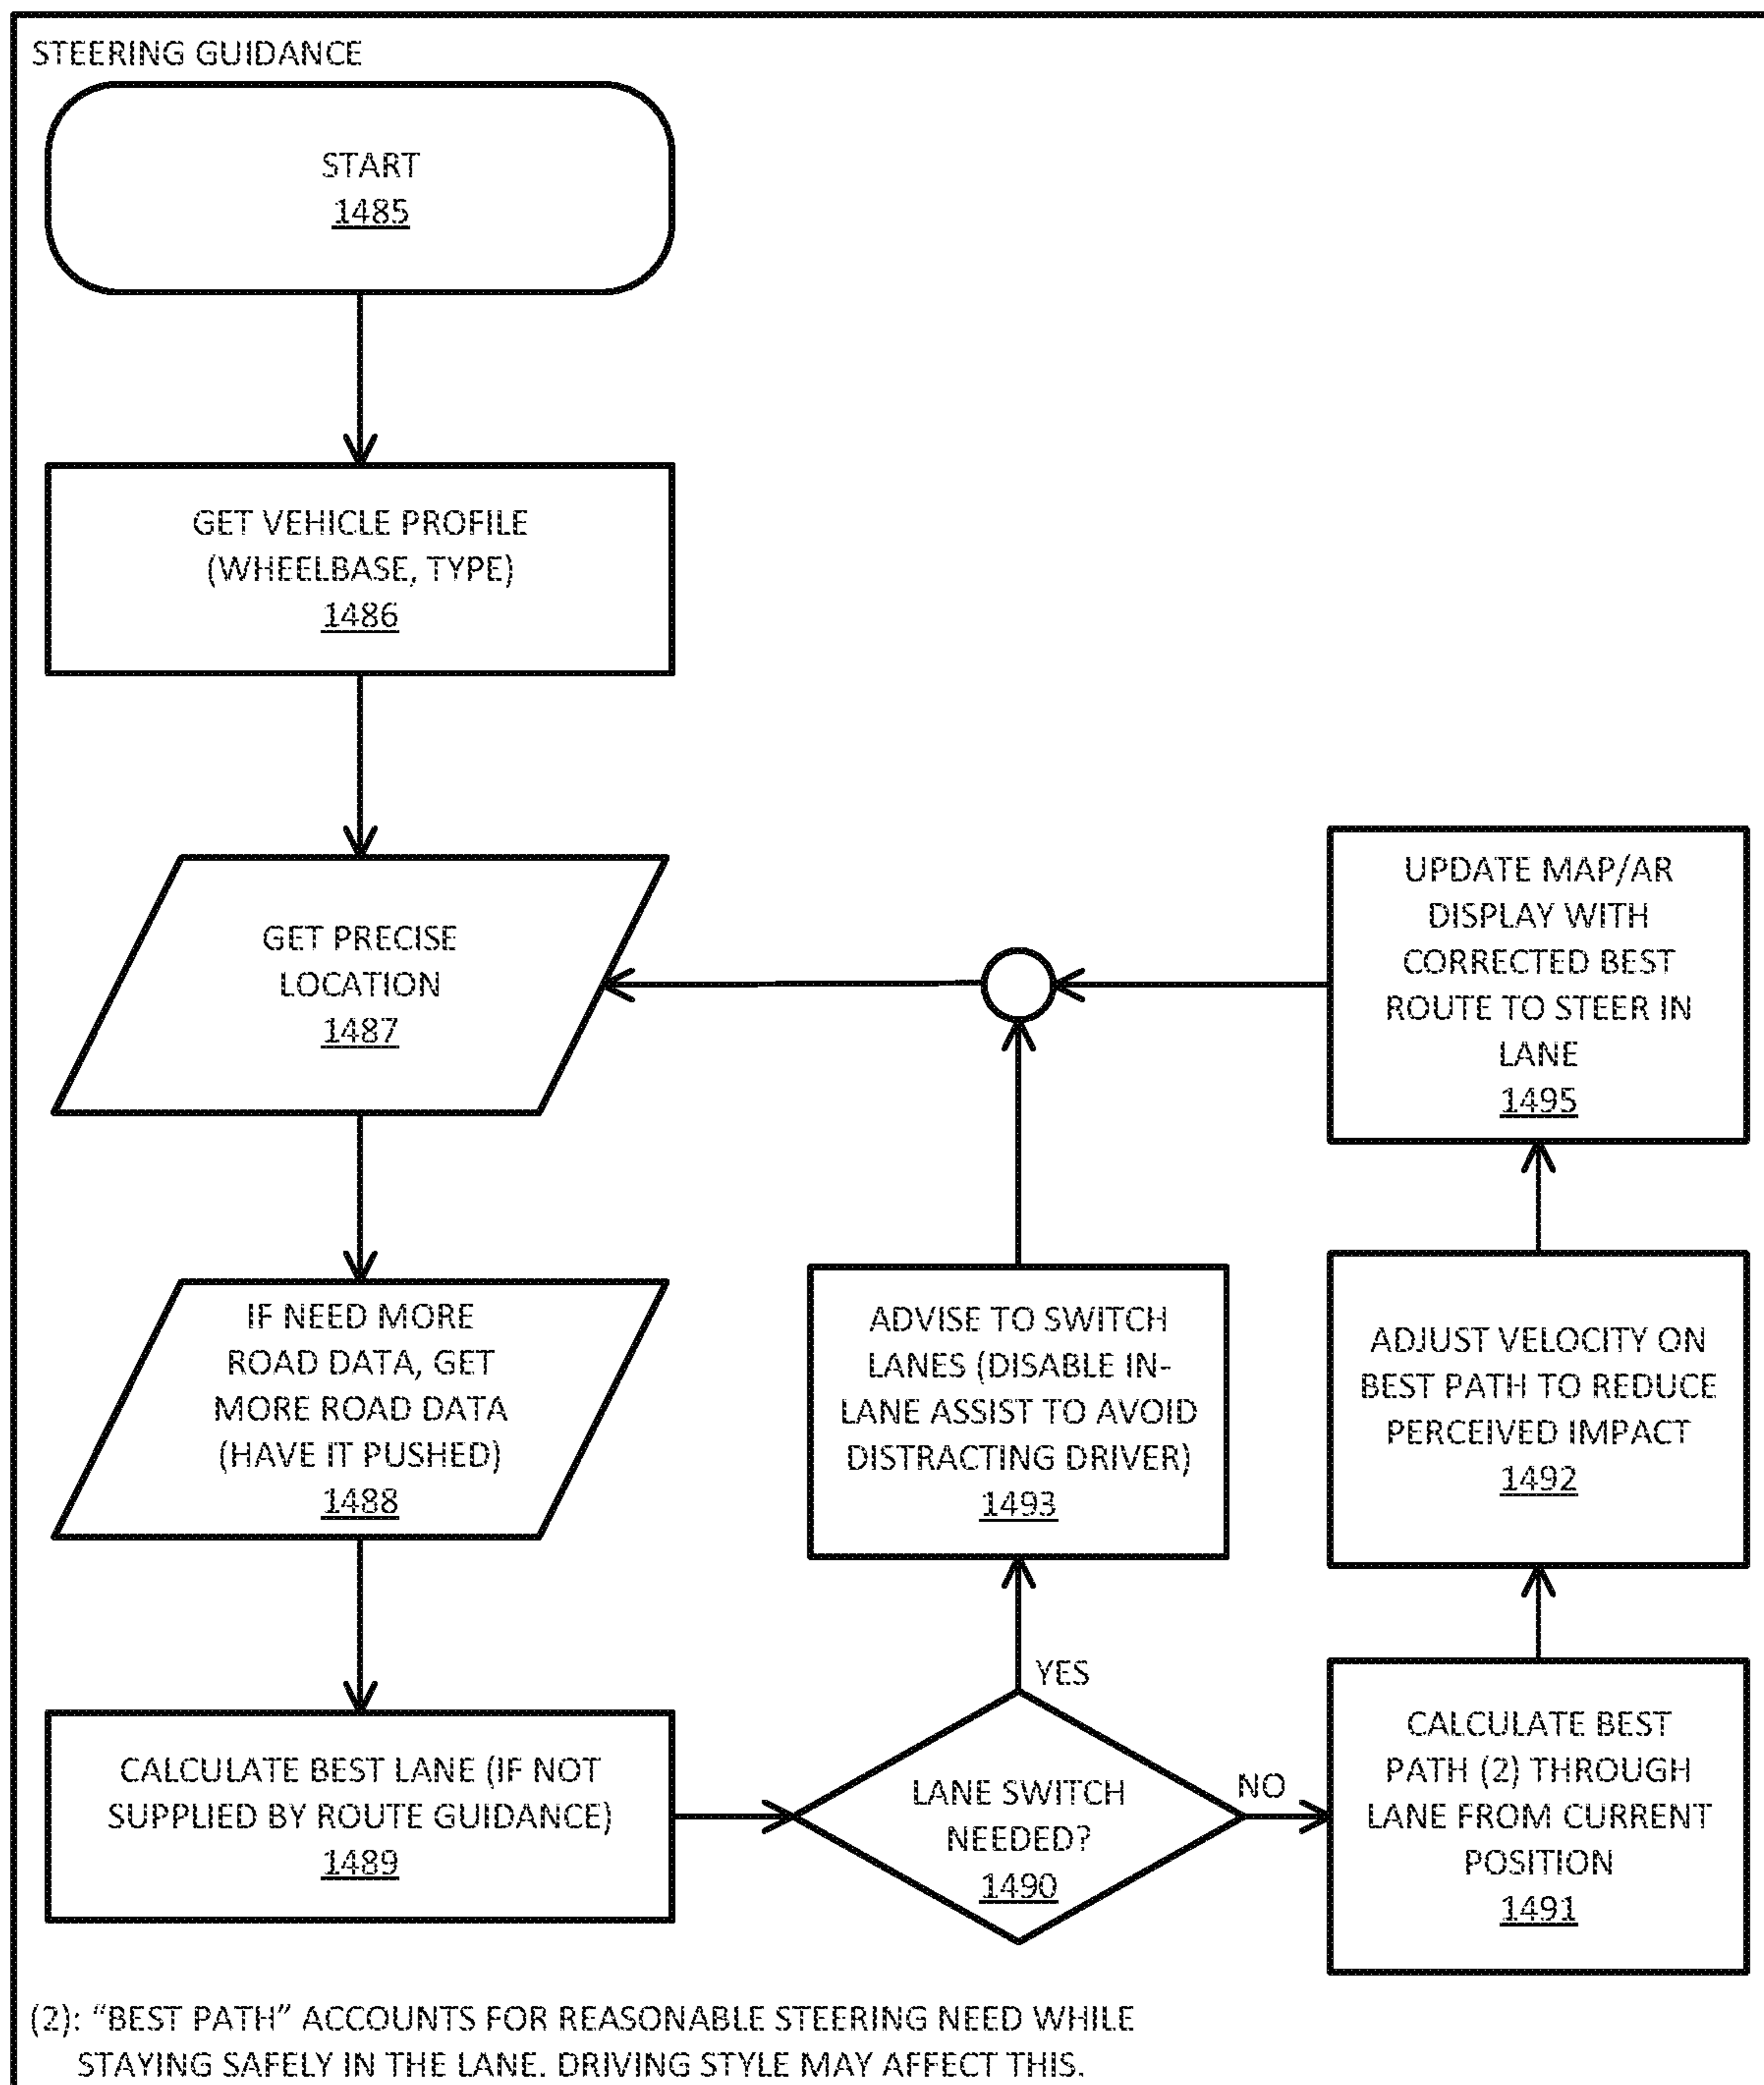 STEERING GUIDANCE
START
1485
GET VEHICLE PROFILE
(WHEELBASE, TYPE)
1486
GET PRECISE
LOCATION
1487
IF NEED MORE
ROAD DATA, GET
MORE ROAD DATA
(HAVE IT PUSHED)
1488
CALCULATE BEST LANE (IF NOT
SUPPLIED BY ROUTE GUIDANCE)
1489
LANE SWITCH
NEEDED?
1490
YES
NO
ADVISE TO SWITCH
LANES (DISABLE IN-
LANE ASSIST TO AVOID
DISTRACTING DRIVER)
1493
CALCULATE BEST
PATH (2) THROUGH
LANE FROM CURRENT
POSITION
1491
ADJUST VELOCITY ON
BEST PATH TO REDUCE
PERCEIVED IMPACT
1492
UPDATE MAP/AR
DISPLAY WITH
CORRECTED BEST
ROUTE TO STEER IN
LANE
1495
(2): “BEST PATH” ACCOUNTS FOR REASONABLE STEERING NEED WHILE
STAYING SAFELY IN THE LANE. DRIVING STYLE MAY AFFECT THIS.